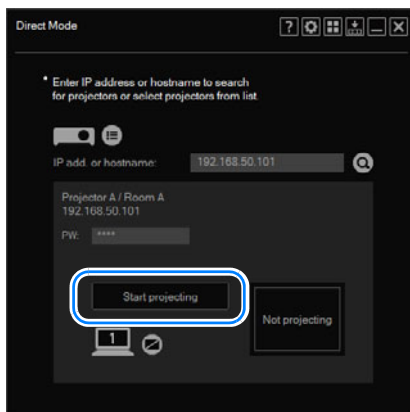 Direct Mode
* Enter IP address or hostname to search
for projectors or select projectors from list.
IP add. or hostname: 192.168.50.101
Projector A / Room A
192.168.50.101
PW: ****
Start projecting
1
Not projecting